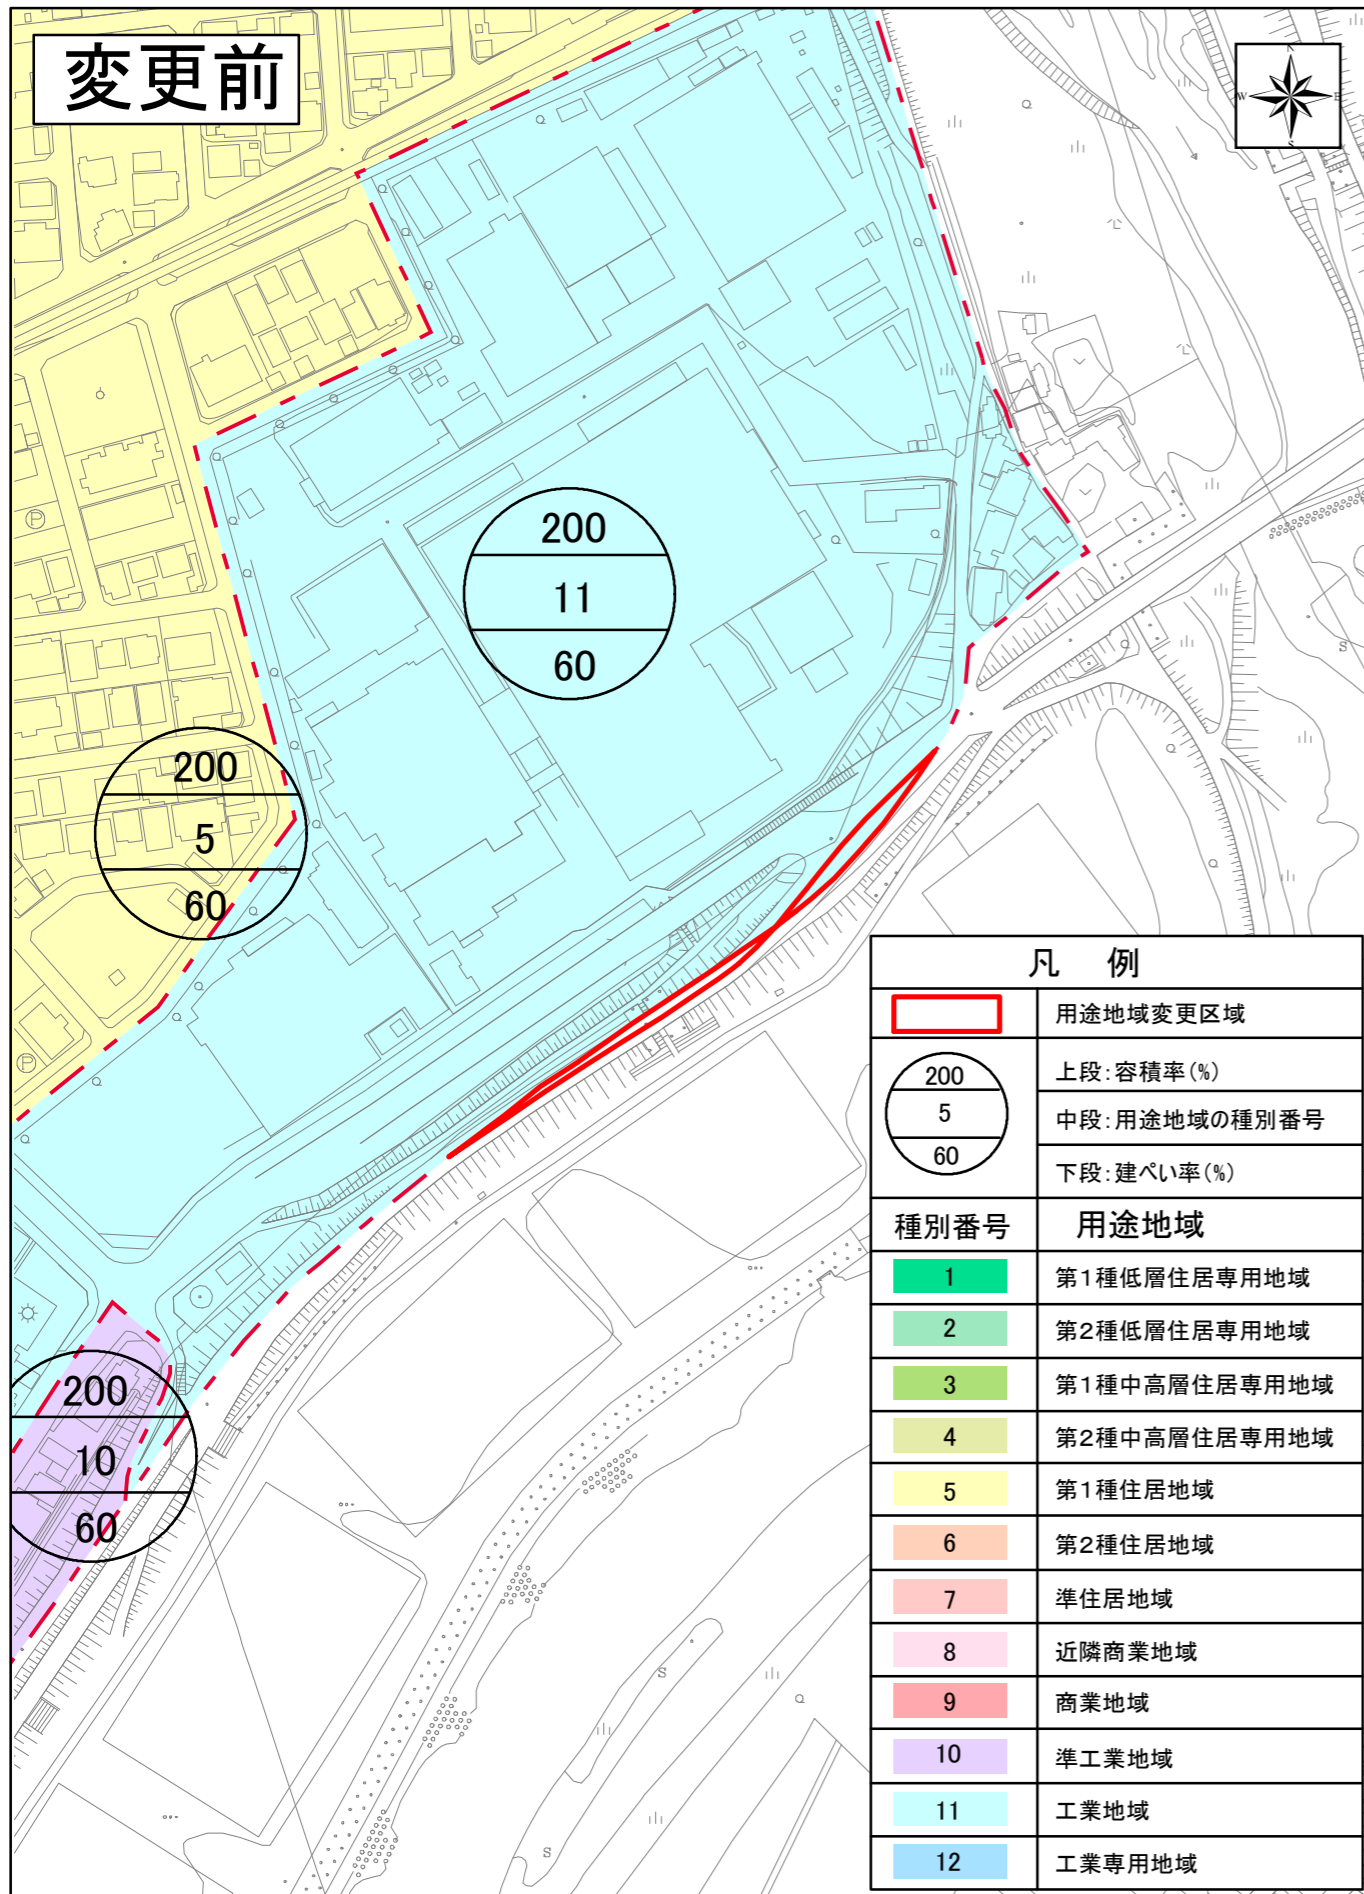 変更前
N
W E
S
200
11
60
200
5
60
200
10
60
P
P
S
S
S
凡 例
用途地域変更区域
200
5
60
上段:容積率(%)
中段:用途地域の種別番号
下段:建ぺい率(%)
種別番号 用途地域
1 第1種低層住居専用地域
2 第2種低層住居専用地域
3 第1種中高層住居専用地域
4 第2種中高層住居専用地域
5 第1種住居地域
6 第2種住居地域
7 準住居地域
8 近隣商業地域
9 商業地域
10 準工業地域
11 工業地域
12 工業専用地域